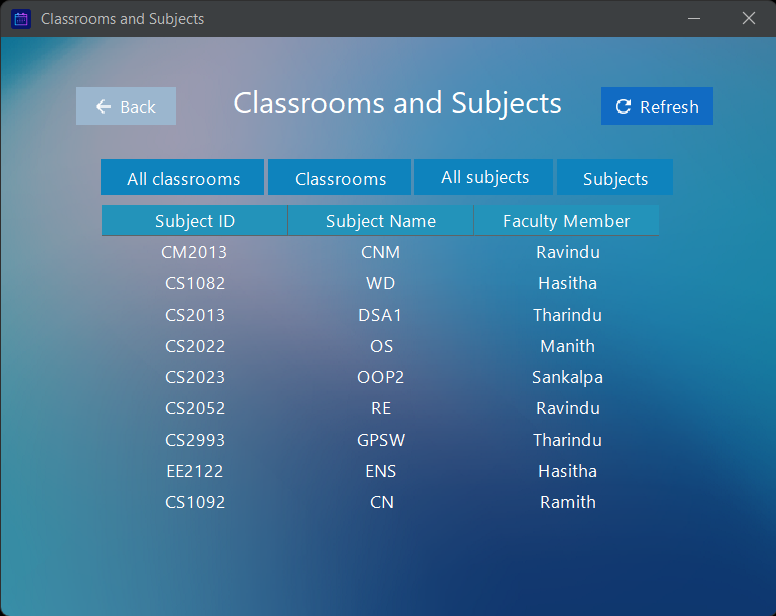 Classrooms and Subjects
Back Classrooms and Subjects Refresh
All classrooms Classrooms All subjects Subjects
Subject ID Subject Name Faculty Member
CM2013 CNM Ravindu
CS1082 WD Hasitha
CS2013 DSA1 Tharindu
CS2022 OS Manith
CS2023 OOP2 Sankalpa
CS2052 RE Ravindu
CS2993 GPSW Tharindu
EE2122 ENS Hasitha
CS1092 CN Ramith